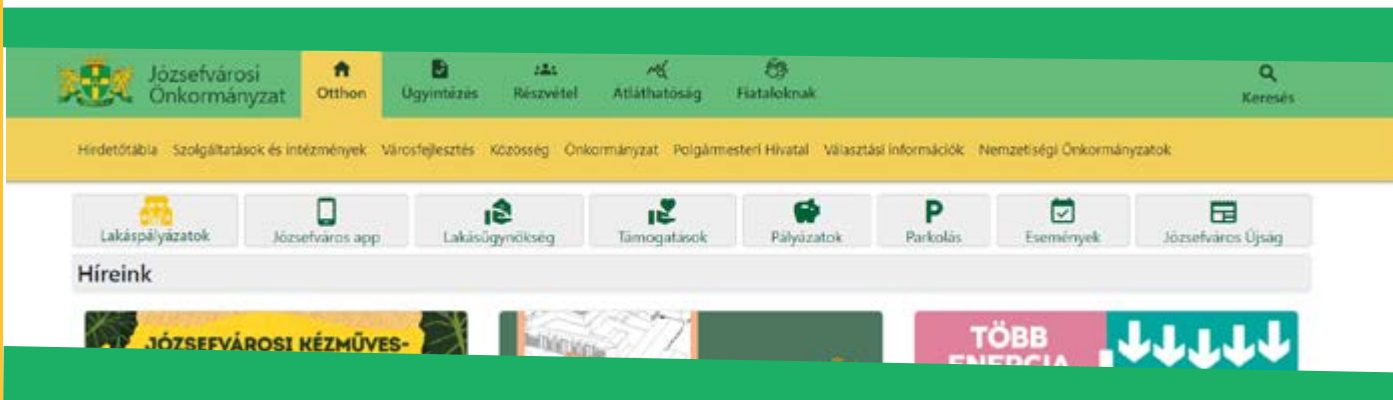 Józsefvárosi
Önkormányzat
Otthon
Ügyintézés
Részvétel
Átláthatóság
Fiataloknak
Keresés
Hirdetőtábla Szolgáltatások és intézmények Városfejlesztés Közösség Önkormányzat Polgármesteri Hivatal Választási információk Nemzetiségi Önkormányzatok
Lakáspályázatok
Józsefváros app
Lakásügynökség
Támogatások
Pályázatok
Parkolás
Események
Józsefváros Újság
Híreink
JÓZSEFVÁROSI KÉZMŰVES-
TÖBB
ENERGIA